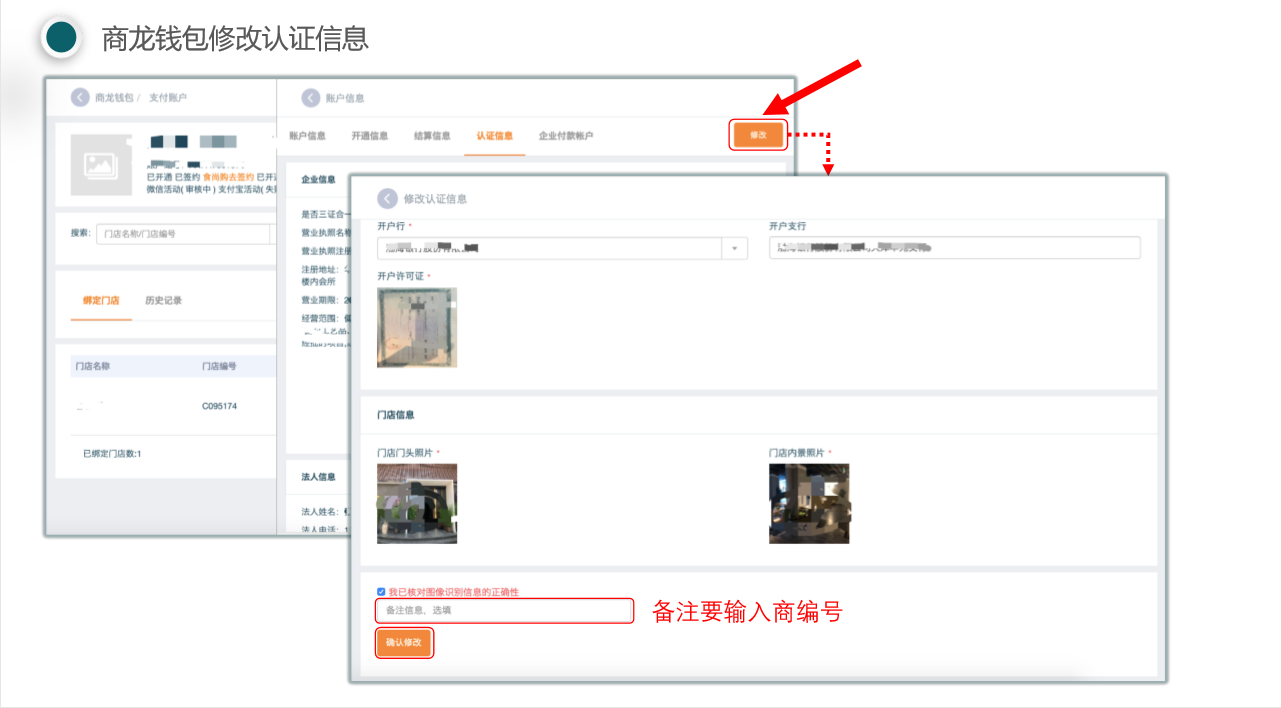 商龙钱包修改认证信息
商龙钱包 / 支付账户
已开通 已签约 食尚购去签约 已开
微信活动( 审核中 ) 支付宝活动( 失
搜索: 门店名称/门店编号
绑定门店 历史记录
门店名称 门店编号
C095174
已绑定门店数:1
账户信息
账户信息 开通信息 结算信息 认证信息 企业付款帐户
修改
企业信息
是否三证合一
营业执照名称
营业执照注册
注册地址:
楼内会所
营业期限:
经营范围:
法人信息
法人姓名:
法人电话: 1
修改认证信息
开户行 * 开户支行
开户许可证 *
门店信息
门店门头照片 * 门店内景照片 *
我已核对图像识别信息的正确性
备注信息，选填
备注要输入商编号
确认修改